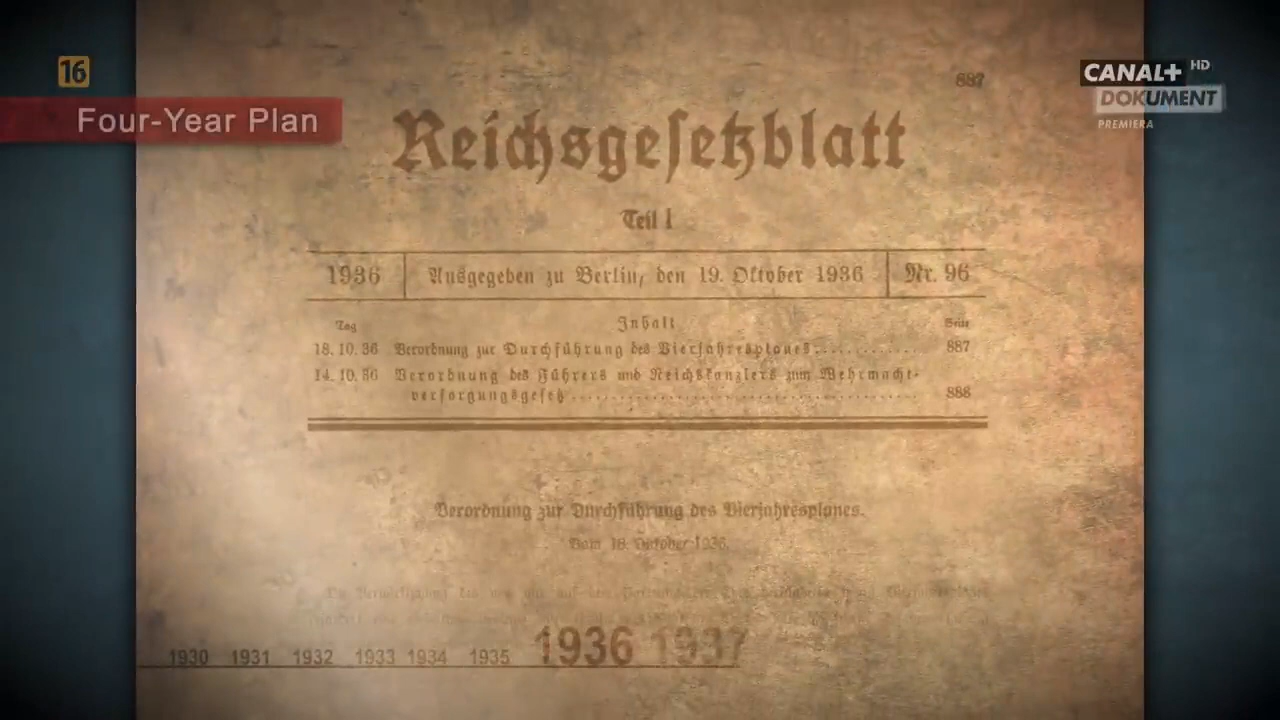 16
CANAL+ HD
DOKUMENT
PREMIERA
Four-Year Plan
887
Reichsgesetzblatt
Teil I
1936 Ausgegeben zu Berlin, den 19. Oktober 1936 Nr. 96
Tag Inhalt Seite
18. 10. 36 Verordnung zur Durchführung des Vierjahresplanes............ 887
14. 10. 36 Verordnung des Führers und Reichskanzlers zum Wehrmacht-
versorgungsgesetz........................................ 888
Verordnung zur Durchführung des Vierjahresplanes.
Vom 18. Oktober 1936.
1930 1931 1932 1933 1934 1935 1936 1937